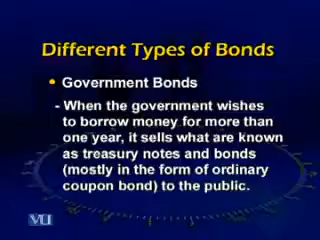 Different Types of Bonds
• Government Bonds
- When the government wishes
to borrow money for more than
one year, it sells what are known
as treasury notes and bonds
(mostly in the form of ordinary
coupon bond) to the public.
VU